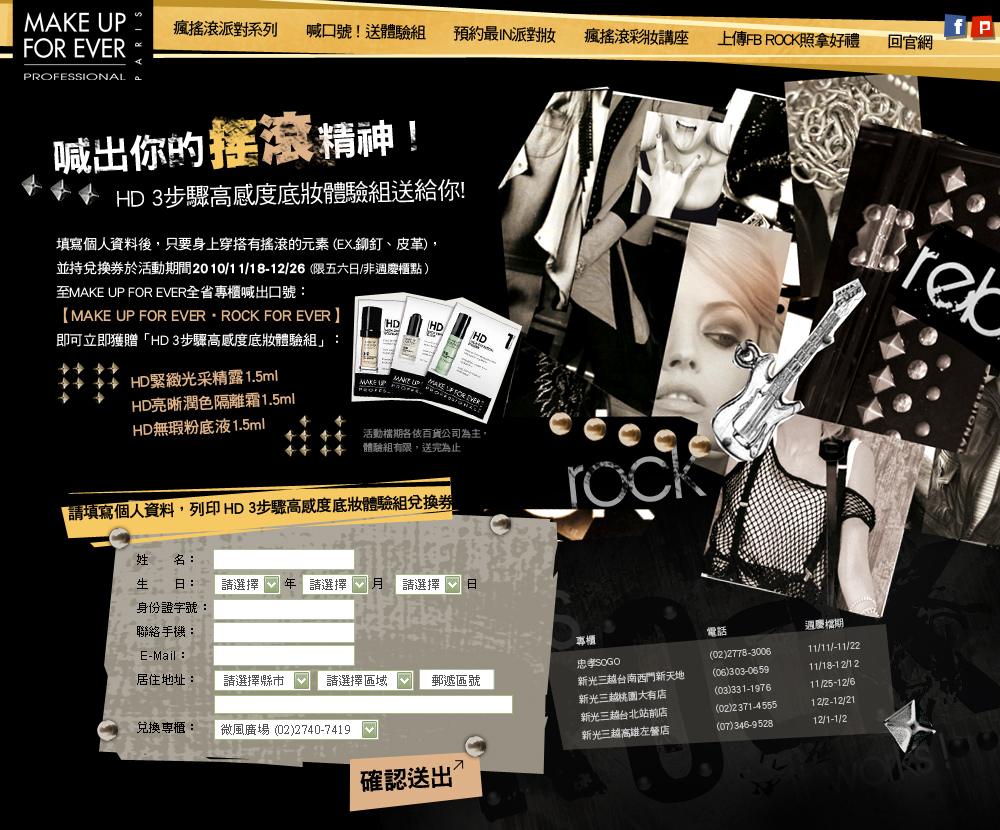 MAKE UP
FOR EVER
PROFESSIONAL
PARIS
瘋搖滾派對系列
喊口號！送體驗組
預約最IN派對妝
瘋搖滾彩妝講座
上傳FB ROCK照拿好禮
回官網
喊出你的搖滾精神！
HD 3步驟高感度底妝體驗組送給你!
填寫個人資料後，只要身上穿搭有搖滾的元素 (EX.鉚釘、皮革)，
並持兌換券於活動期間2010/11/18-12/26 (限五六日/非週慶櫃點)
至MAKE UP FOR EVER全省專櫃喊出口號：
【 MAKE UP FOR EVER・ROCK FOR EVER 】
即可立即獲贈「HD 3步驟高感度底妝體驗組」：
HD緊緻光采精露1.5ml
HD亮晰潤色隔離霜1.5ml
HD無瑕粉底液1.5ml
HD
HD
HD
1
MAKE UP
MAKE UP
MAKE UP FOR EVER
PROFESSIONAL
活動檔期各依百貨公司為主，
體驗組有限，送完為止
reb
rock
請填寫個人資料，列印 HD 3步驟高感度底妝體驗組兌換券
姓　　名：
生　　日： 請選擇 年 請選擇 月 請選擇 日
身份證字號：
聯絡手機：
E-Mail：
居住地址： 請選擇縣市 請選擇區域 郵遞區號
兌換專櫃： 微風廣場 (02)2740-7419
確認送出
專櫃 電話 週慶檔期
忠孝SOGO (02)2778-3006 11/11/-11/22
新光三越台南西門新天地 (06)303-0659 11/18-12/12
新光三越桃園大有店 (03)331-1976 11/25-12/6
新光三越台北站前店 (02)2371-4555 12/2-12/21
新光三越高雄左營店 (07)346-9528 12/1-1/2